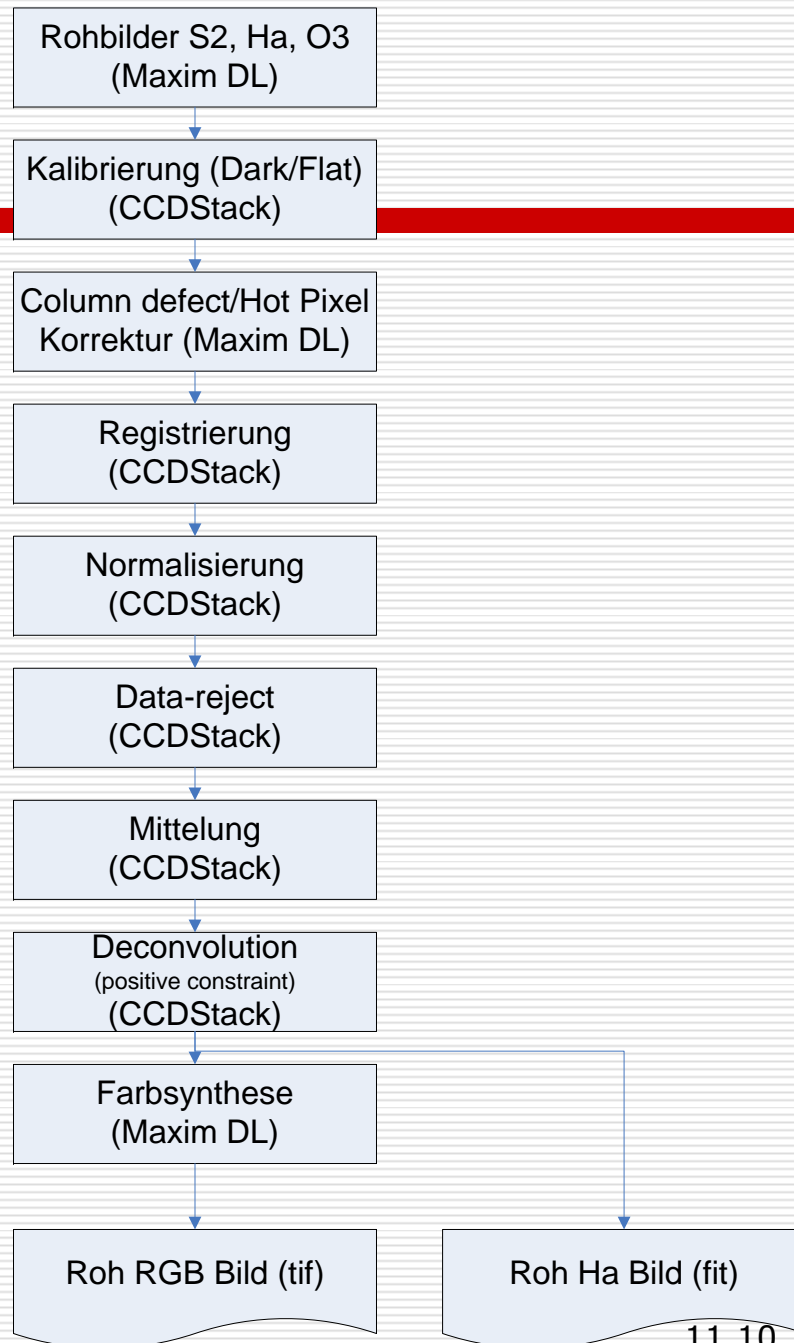 Rohbilder S2, Ha, O3
(Maxim DL)
Kalibrierung (Dark/Flat)
(CCDStack)
Column defect/Hot Pixel
Korrektur (Maxim DL)
Registrierung
(CCDStack)
Normalisierung
(CCDStack)
Data-reject
(CCDStack)
Mittelung
(CCDStack)
Deconvolution
(positive constraint)
(CCDStack)
Farbsynthese
(Maxim DL)
Roh RGB Bild (tif)
Roh Ha Bild (fit)
11.10